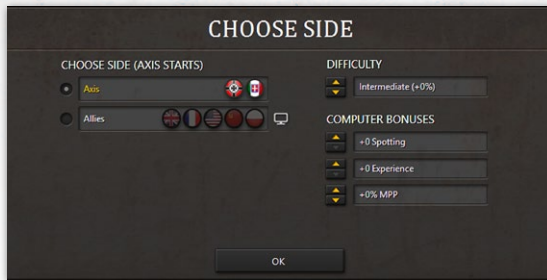 CHOOSE SIDE
CHOOSE SIDE (AXIS STARTS)
Axis
Allies
DIFFICULTY
Intermediate (+0%)
COMPUTER BONUSES
+0 Spotting
+0 Experience
+0% MPP
OK